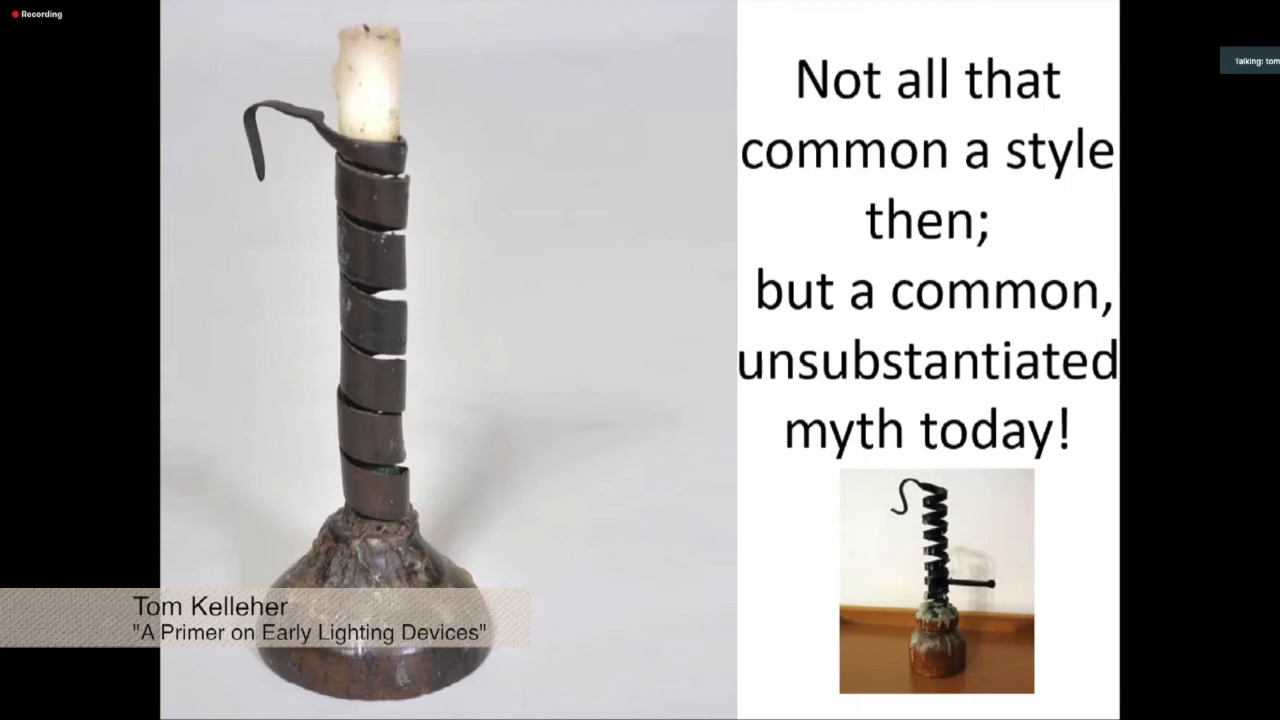 Recording
Talking: tom
Not all that
common a style
then;
but a common,
unsubstantiated
myth today!
Tom Kelleher
"A Primer on Early Lighting Devices"